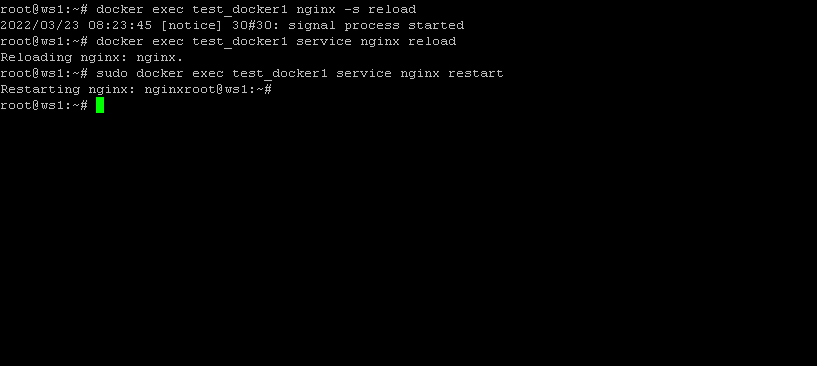 root@ws1:~# docker exec test_docker1 nginx -s reload
2022/03/23 08:23:45 [notice] 30#30: signal process started
root@ws1:~# docker exec test_docker1 service nginx reload
Reloading nginx: nginx.
root@ws1:~# sudo docker exec test_docker1 service nginx restart
Restarting nginx: nginxroot@ws1:~#
root@ws1:~#